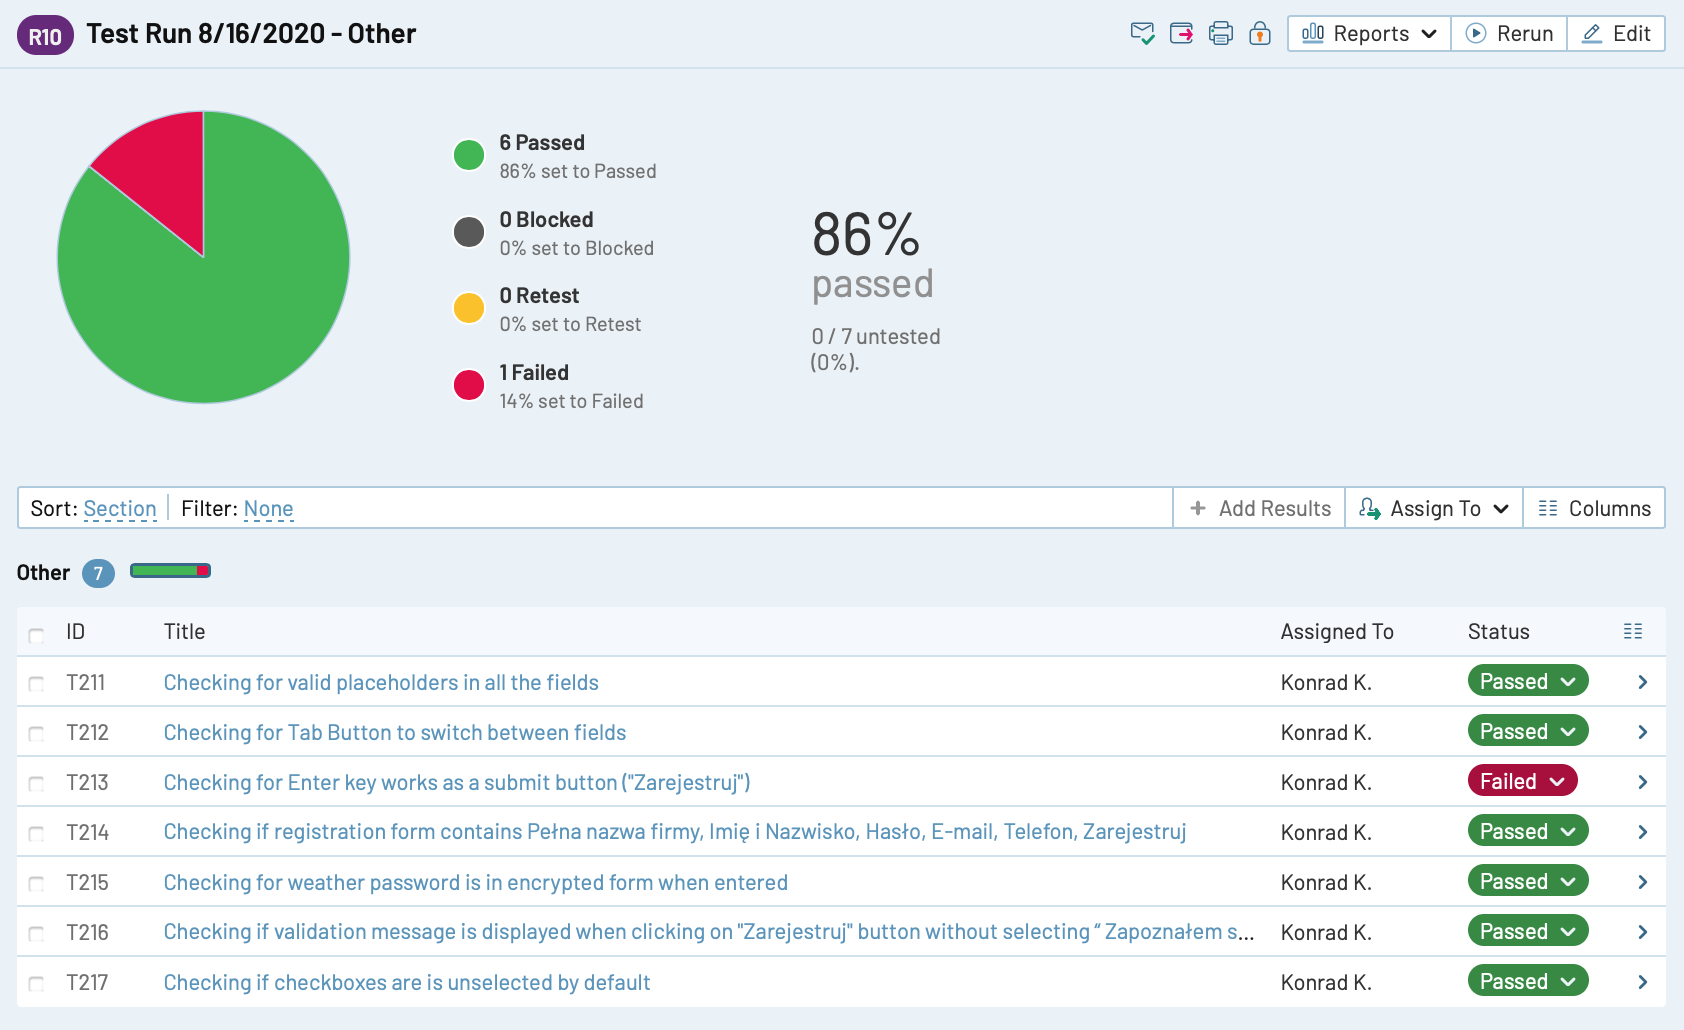 R10 Test Run 8/16/2020 - Other
Reports Rerun Edit
6 Passed
86% set to Passed
0 Blocked
0% set to Blocked
0 Retest
0% set to Retest
1 Failed
14% set to Failed
86%
passed
0 / 7 untested
(0%).
Sort: Section Filter: None + Add Results Assign To Columns
Other 7
ID Title Assigned To Status
T211 Checking for valid placeholders in all the fields Konrad K. Passed
T212 Checking for Tab Button to switch between fields Konrad K. Passed
T213 Checking for Enter key works as a submit button ("Zarejestruj") Konrad K. Failed
T214 Checking if registration form contains Pełna nazwa firmy, Imię i Nazwisko, Hasło, E-mail, Telefon, Zarejestruj Konrad K. Passed
T215 Checking for weather password is in encrypted form when entered Konrad K. Passed
T216 Checking if validation message is displayed when clicking on "Zarejestruj" button without selecting “ Zapoznałem s... Konrad K. Passed
T217 Checking if checkboxes are is unselected by default Konrad K. Passed